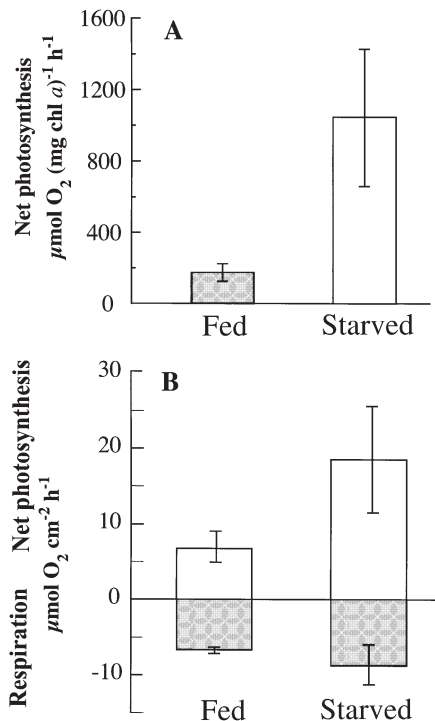 A
Net photosynthesis
µmol O2 (mg chl a)-1 h-1
1600
1200
800
400
0
Fed Starved
B
Net photosynthesis
Respiration
µmol O2 cm-2 h-1
30
20
10
0
-10
Fed Starved